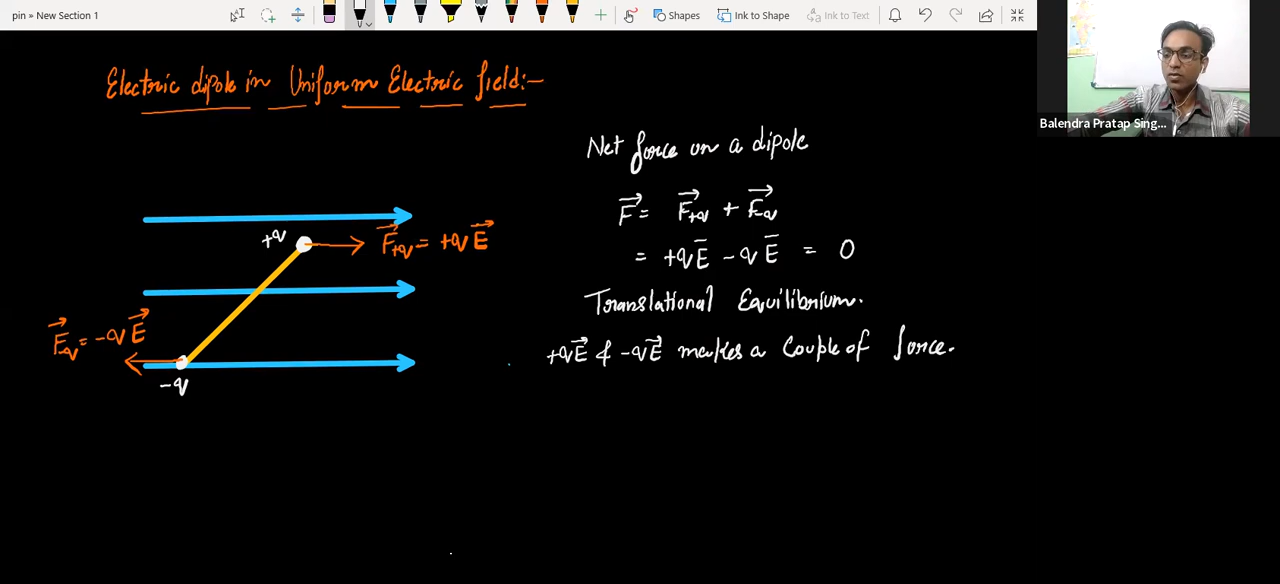 pin » New Section 1
Shapes
Ink to Shape
Ink to Text
Balendra Pratap Sing...
Electric dipole in Uniform Electric field:-
Net force on a dipole
F⃗ = F⃗+q + F⃗-q
= +qE̅ - qE̅ = 0
Translational Equilibrium.
+qE⃗ & -qE⃗ makes a Couple of force.
+q
F⃗+q = +qE⃗
F⃗-q = -qE⃗
-q